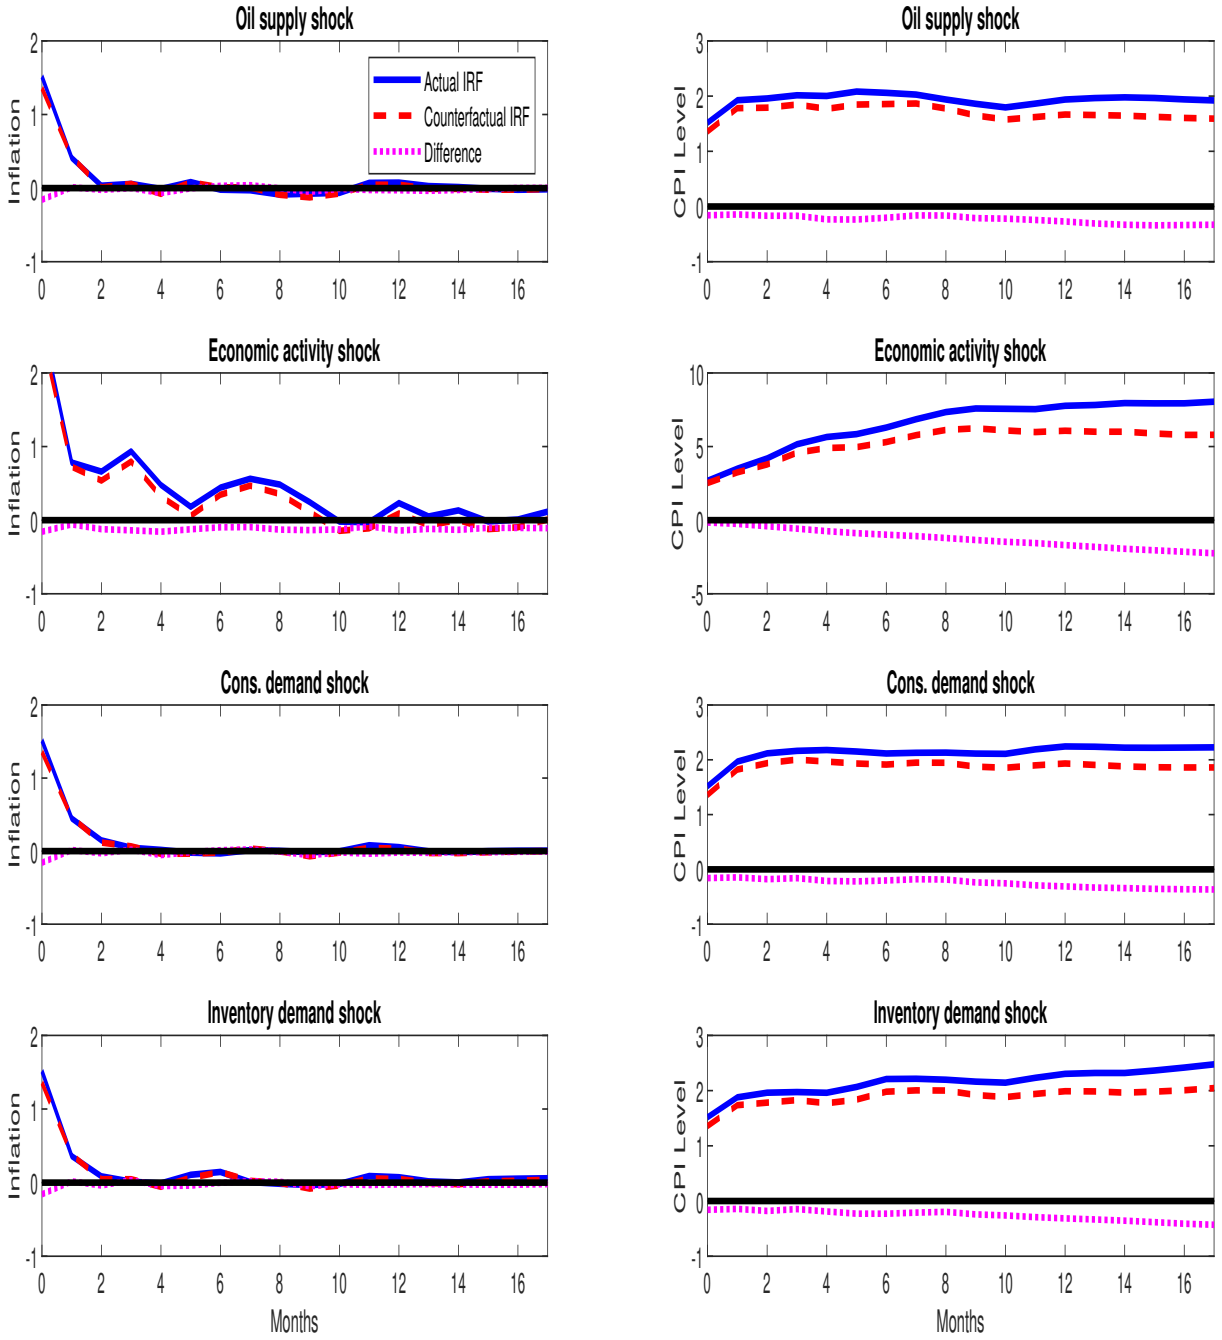 Oil supply shock
Inflation
2
1
0
-1
0 2 4 6 8 10 12 14 16
Actual IRF
Counterfactual IRF
Difference
Oil supply shock
CPI Level
3
2
1
0
-1
0 2 4 6 8 10 12 14 16
Economic activity shock
Inflation
2
1
0
-1
0 2 4 6 8 10 12 14 16
Economic activity shock
CPI Level
10
5
0
-5
0 2 4 6 8 10 12 14 16
Cons. demand shock
Inflation
2
1
0
-1
0 2 4 6 8 10 12 14 16
Cons. demand shock
CPI Level
3
2
1
0
-1
0 2 4 6 8 10 12 14 16
Inventory demand shock
Inflation
2
1
0
-1
0 2 4 6 8 10 12 14 16
Months
Inventory demand shock
CPI Level
3
2
1
0
-1
0 2 4 6 8 10 12 14 16
Months